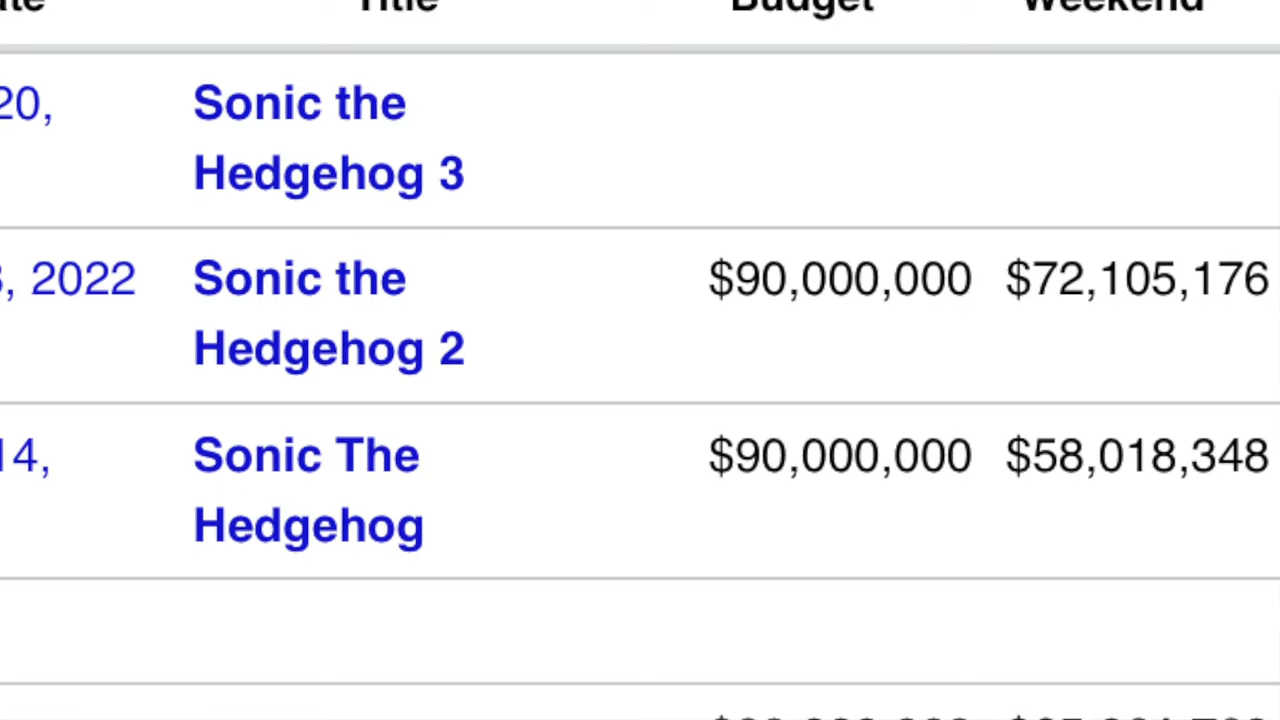 Title Budget Weekend
20, Sonic the
Hedgehog 3
, 2022 Sonic the $90,000,000 $72,105,176
Hedgehog 2
14, Sonic The $90,000,000 $58,018,348
Hedgehog